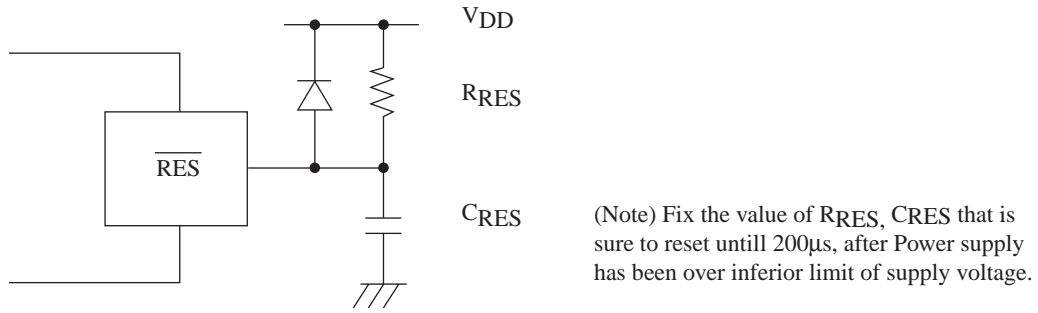 VDD
RRES
RES
CRES
(Note) Fix the value of RRES, CRES that is
sure to reset untill 200μs, after Power supply
has been over inferior limit of supply voltage.